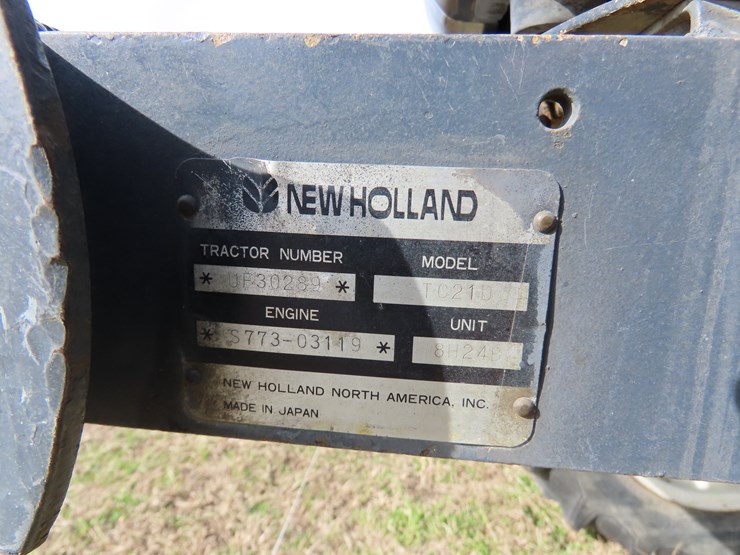 NEW HOLLAND
TRACTOR NUMBER MODEL
* UF30289 * TC21D
ENGINE UNIT
* S773-03119 *
NEW HOLLAND NORTH AMERICA, INC.
MADE IN JAPAN